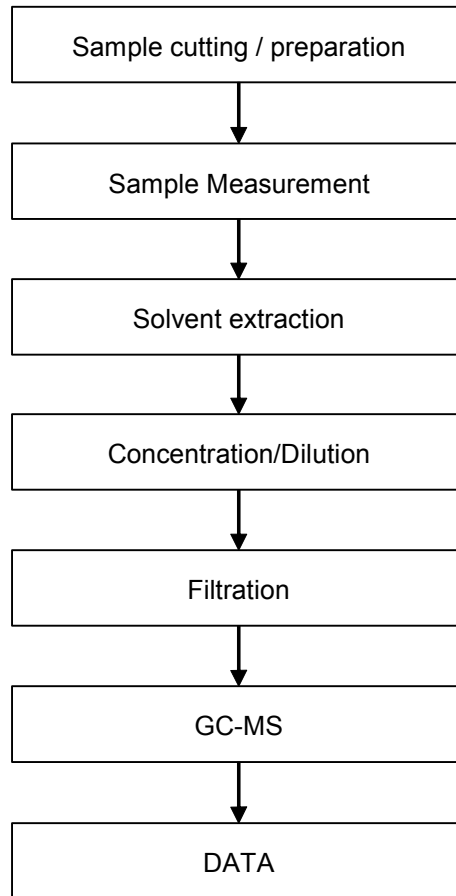 Sample cutting / preparation
Sample Measurement
Solvent extraction
Concentration/Dilution
Filtration
GC-MS
DATA